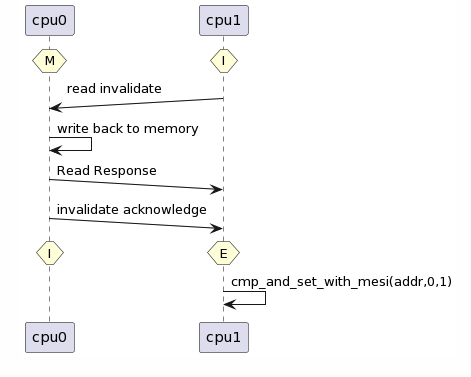 cpu0 cpu1
M I
read invalidate
write back to memory
Read Response
invalidate acknowledge
I E
cmp_and_set_with_mesi(addr,0,1)
cpu0 cpu1